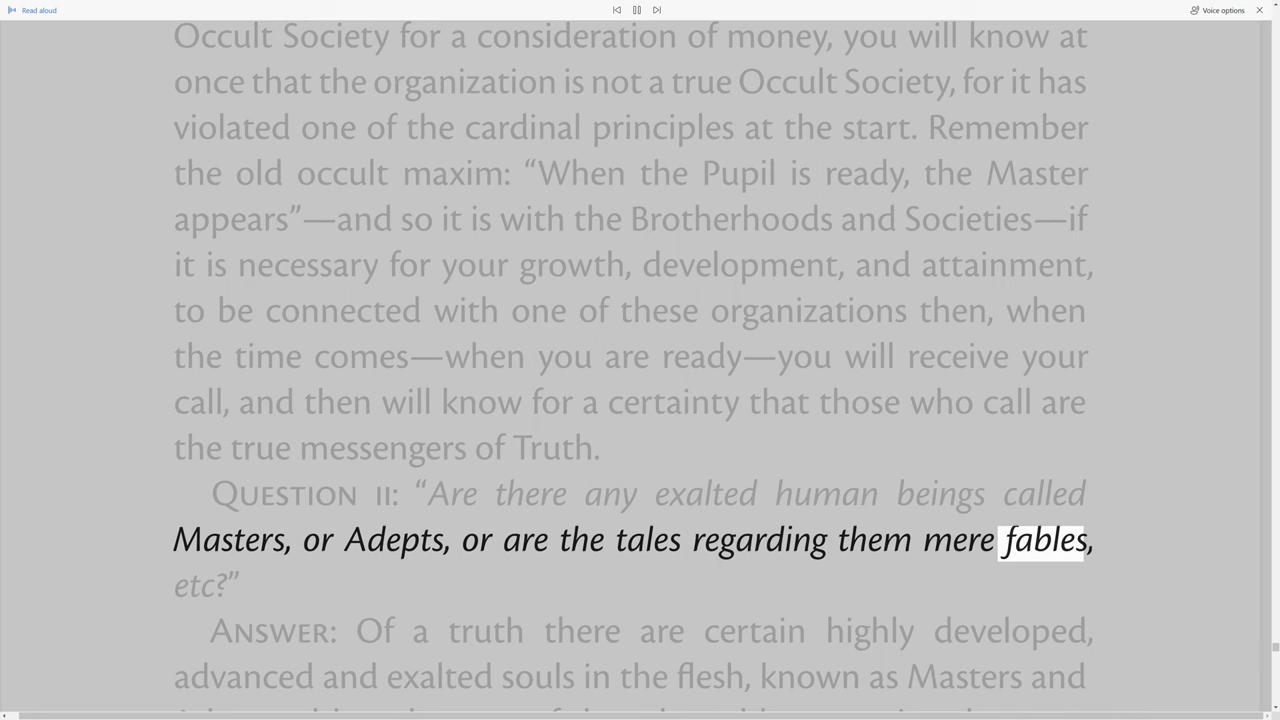 Read aloud
Voice options
Occult Society for a consideration of money, you will know at
once that the organization is not a true Occult Society, for it has
violated one of the cardinal principles at the start. Remember
the old occult maxim: “When the Pupil is ready, the Master
appears”—and so it is with the Brotherhoods and Societies—if
it is necessary for your growth, development, and attainment,
to be connected with one of these organizations then, when
the time comes—when you are ready—you will receive your
call, and then will know for a certainty that those who call are
the true messengers of Truth.
Question II: “Are there any exalted human beings called
Masters, or Adepts, or are the tales regarding them mere fables,
etc?”
Answer: Of a truth there are certain highly developed,
advanced and exalted souls in the flesh, known as Masters and